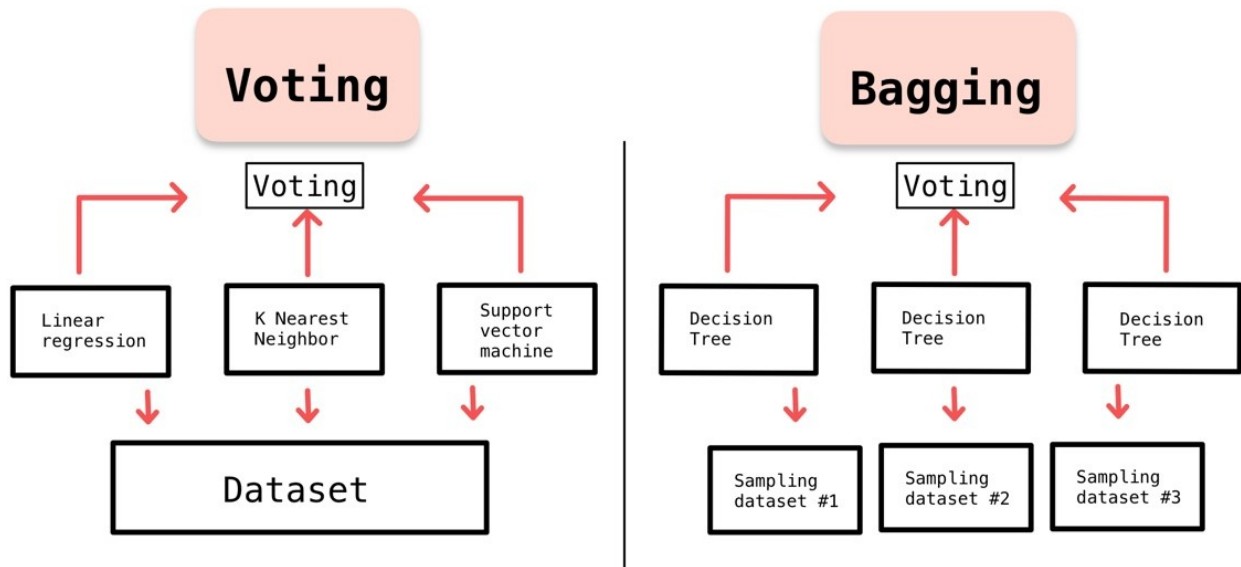 Voting
Voting
Linear
regression
K Nearest
Neighbor
Support
vector
machine
Dataset
Bagging
Voting
Decision
Tree
Decision
Tree
Decision
Tree
Sampling
dataset #1
Sampling
dataset #2
Sampling
dataset #3